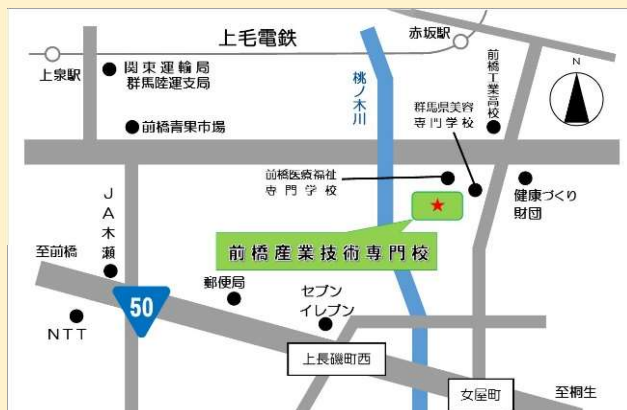 上毛電鉄
赤坂駅
上泉駅
関東運輸局
群馬陸運支局
桃ノ木川
前橋工業高校
N
群馬県美容
専門学校
前橋青果市場
前橋医療福祉
専門学校
健康づくり
財団
JA木瀬
★
前橋産業技術専門校
至前橋
50
郵便局
セブン
イレブン
NTT
上長磯町西
女屋町
至桐生